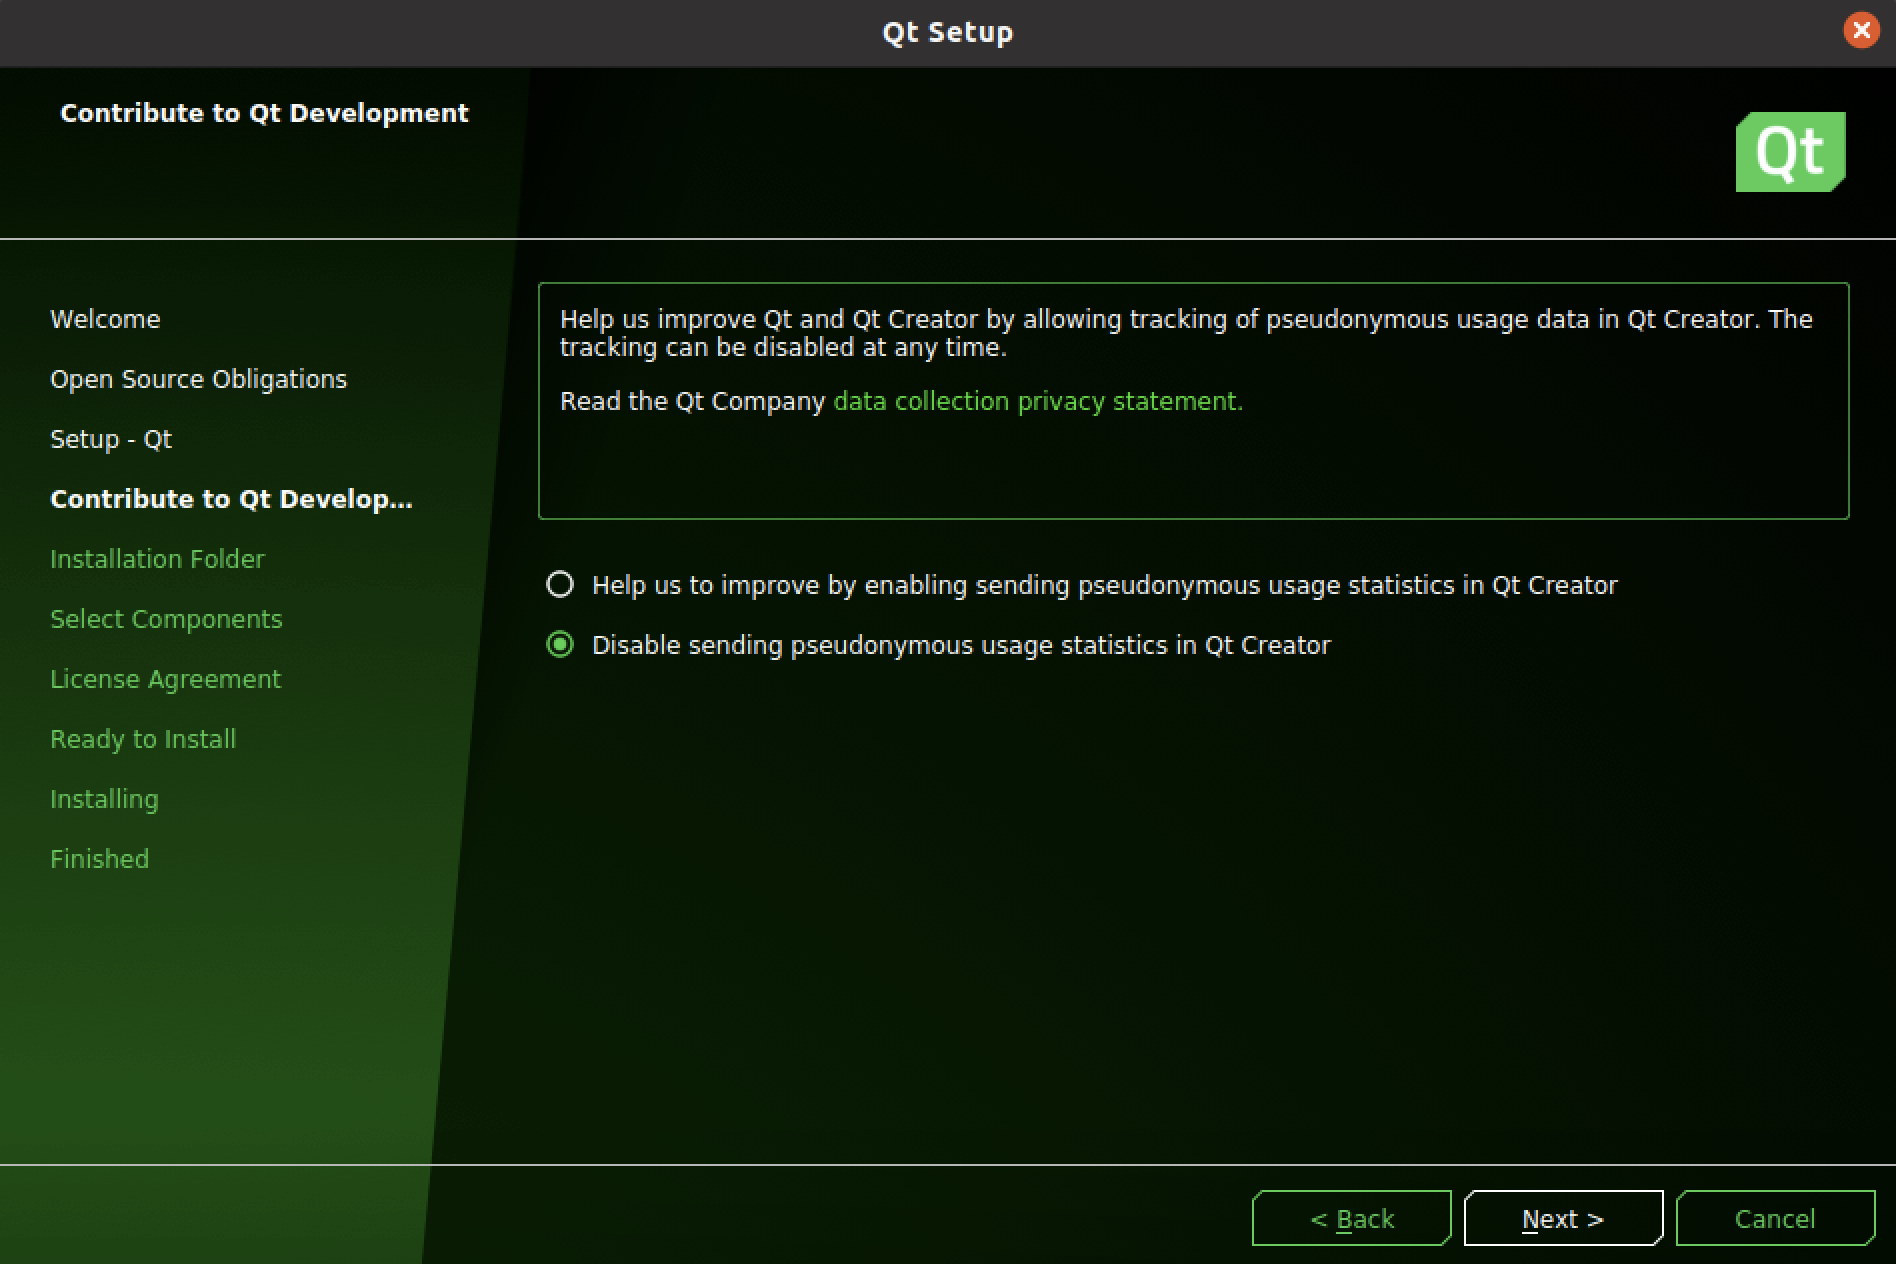 Qt Setup
Contribute to Qt Development
Qt
Welcome
Open Source Obligations
Setup - Qt
Contribute to Qt Develop...
Installation Folder
Select Components
License Agreement
Ready to Install
Installing
Finished
Help us improve Qt and Qt Creator by allowing tracking of pseudonymous usage data in Qt Creator. The
tracking can be disabled at any time.
Read the Qt Company data collection privacy statement.
Help us to improve by enabling sending pseudonymous usage statistics in Qt Creator
Disable sending pseudonymous usage statistics in Qt Creator
< Back
Next >
Cancel